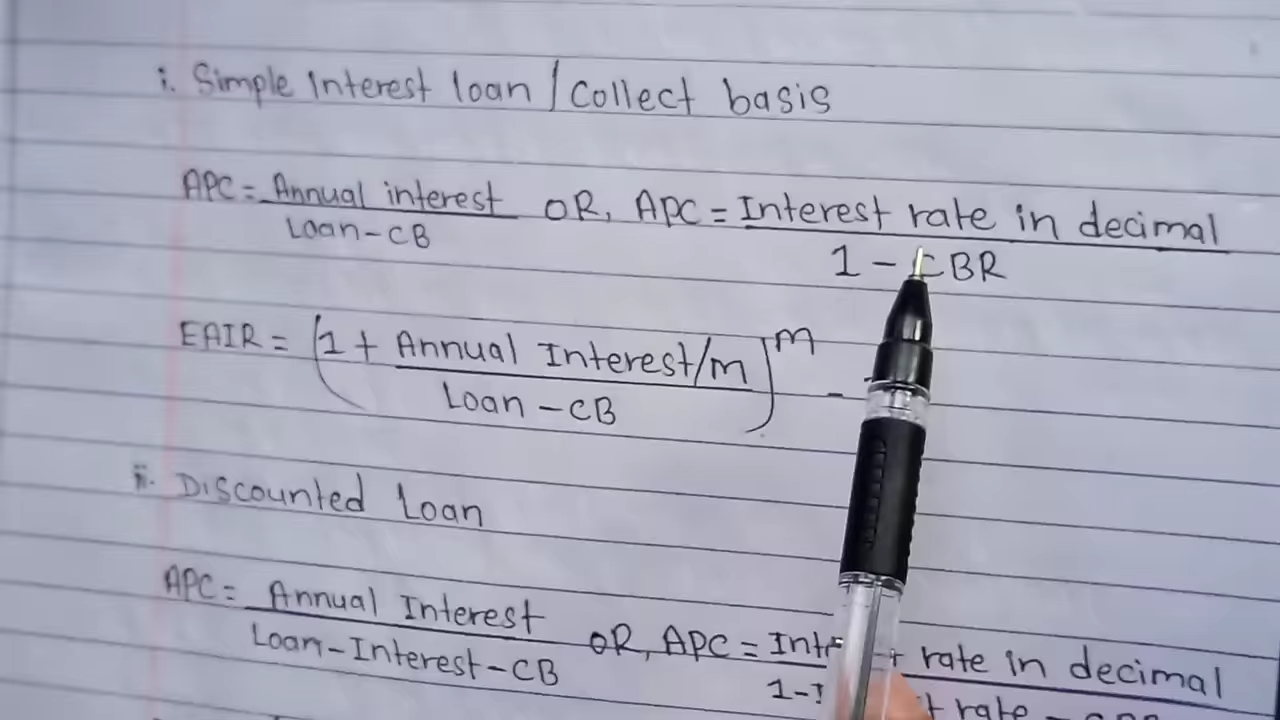 i. Simple Interest loan / Collect basis
APC = Annual interest OR, APC = Interest rate in decimal
Loan - CB 1 - CBR
EAIR = (1 + Annual Interest/m)^m -
Loan - CB
ii. Discounted Loan
APC = Annual Interest OR, APC = rate in decimal
Loan - Interest - CB 1 - rate -